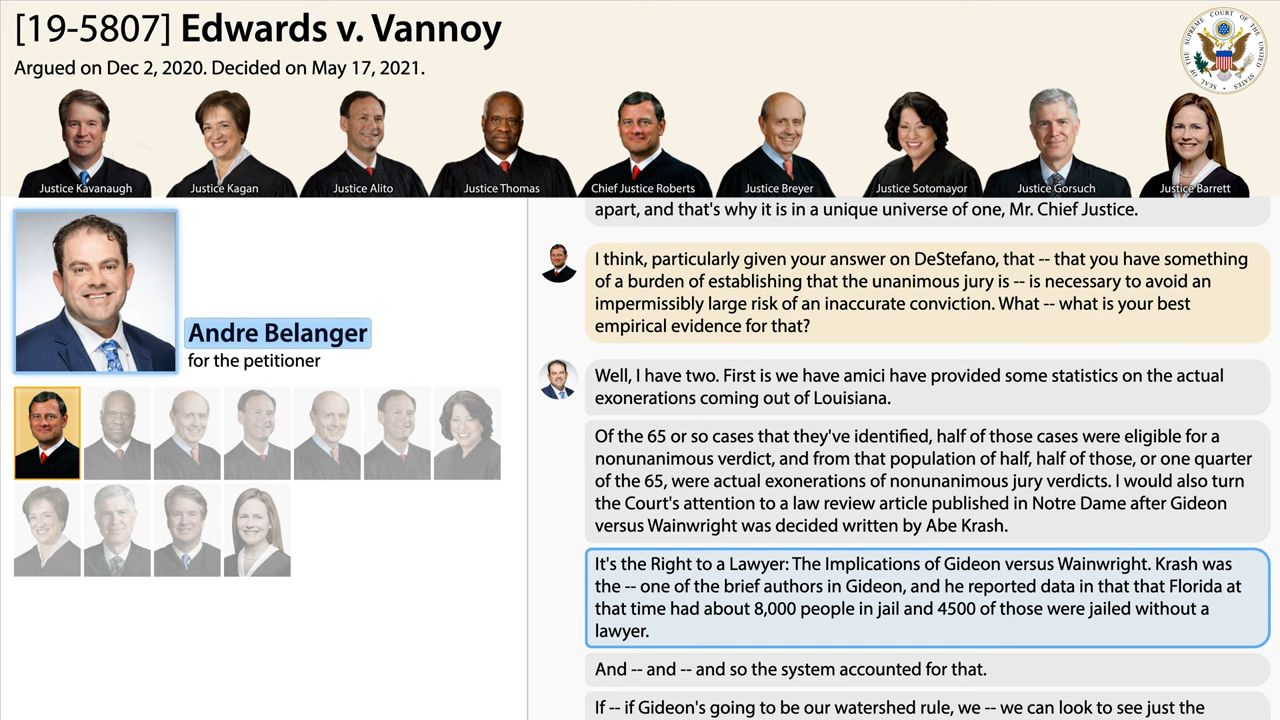 [19-5807] Edwards v. Vannoy
Argued on Dec 2, 2020. Decided on May 17, 2021.
SEAL OF THE SUPREME COURT OF THE UNITED STATES
Justice Kavanaugh
Justice Kagan
Justice Alito
Justice Thomas
Chief Justice Roberts
Justice Breyer
Justice Sotomayor
Justice Gorsuch
Justice Barrett
Andre Belanger
for the petitioner
apart, and that's why it is in a unique universe of one, Mr. Chief Justice.
I think, particularly given your answer on DeStefano, that -- that you have something
of a burden of establishing that the unanimous jury is -- is necessary to avoid an
impermissibly large risk of an inaccurate conviction. What -- what is your best
empirical evidence for that?
Well, I have two. First is we have amici have provided some statistics on the actual
exonerations coming out of Louisiana.
Of the 65 or so cases that they've identified, half of those cases were eligible for a
nonunanimous verdict, and from that population of half, half of those, or one quarter
of the 65, were actual exonerations of nonunanimous jury verdicts. I would also turn
the Court's attention to a law review article published in Notre Dame after Gideon
versus Wainwright was decided written by Abe Krash.
It's the Right to a Lawyer: The Implications of Gideon versus Wainwright. Krash was
the -- one of the brief authors in Gideon, and he reported data in that that Florida at
that time had about 8,000 people in jail and 4500 of those were jailed without a
lawyer.
And -- and -- and so the system accounted for that.
If -- if Gideon's going to be our watershed rule, we -- we can look to see just the